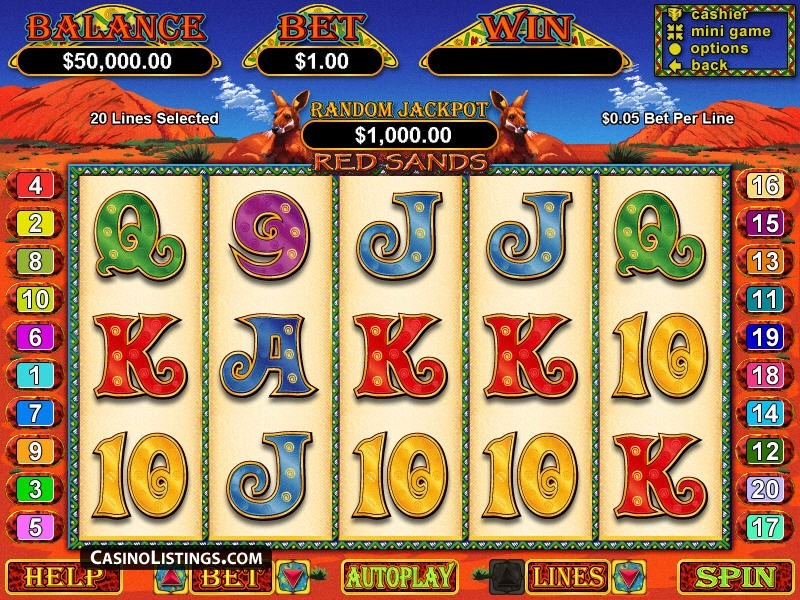 BALANCE BET WIN
$50,000.00 $1.00
cashier
mini game
options
back
20 Lines Selected
RANDOM JACKPOT
$1,000.00
$0.05 Bet Per Line
RED SANDS
4 16
2 15
8 13
10 11
6 19
1 18
7 14
9 12
3 20
5 17
Q 9 J J Q
K A K K 10
10 J 10 10 K
CASINOLISTINGS.COM
HELP BET AUTOPLAY LINES SPIN